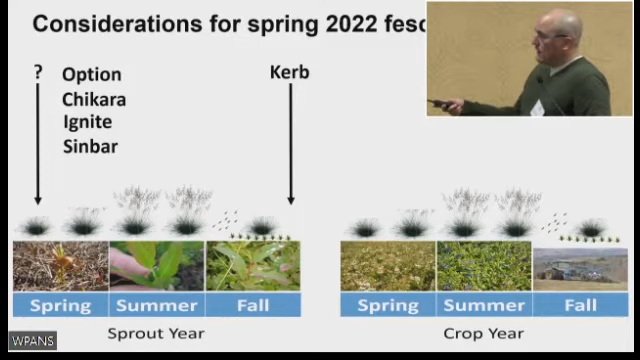 Considerations for spring 2022 fesc
?
Option
Chikara
Ignite
Sinbar
Kerb
Spring Summer Fall
Spring Summer Fall
Sprout Year
Crop Year
WPANS